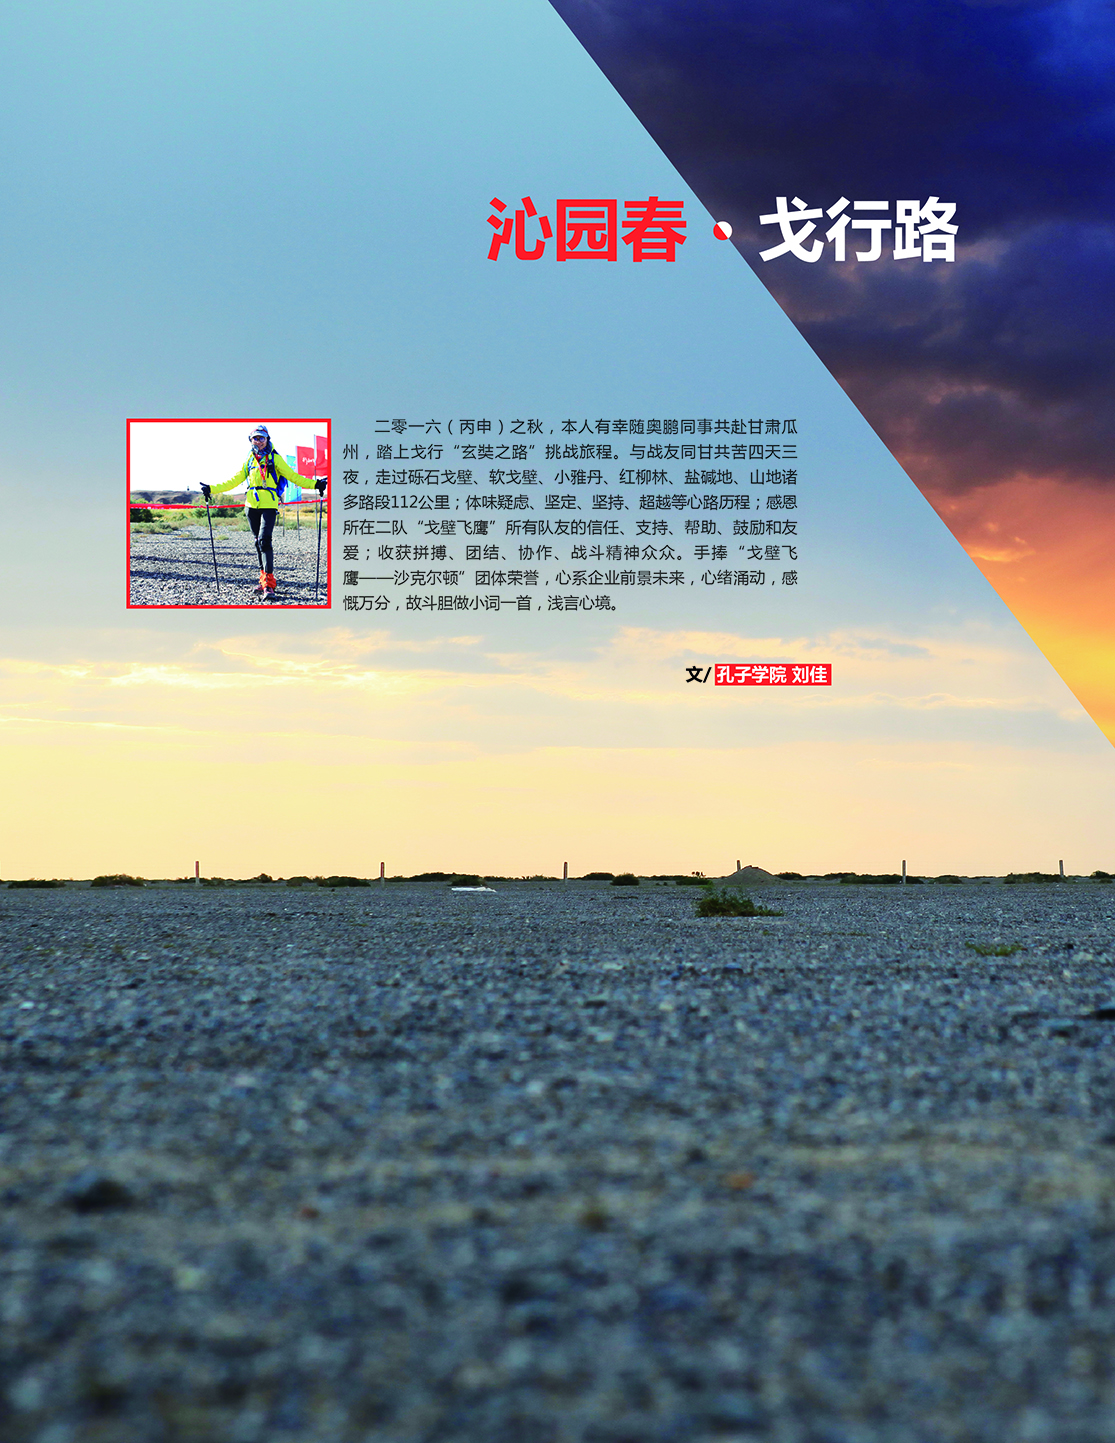 沁园春·戈行路
二零一六（丙申）之秋，本人有幸随奥鹏同事共赴甘肃瓜
州，踏上戈行“玄奘之路”挑战旅程。与战友同甘共苦四天三
夜，走过砾石戈壁、软戈壁、小雅丹、红柳林、盐碱地、山地诸
多路段112公里；体味疑虑、坚定、坚持、超越等心路历程；感恩
所在二队“戈壁飞鹰”所有队友的信任、支持、帮助、鼓励和友
爱；收获拼搏、团结、协作、战斗精神众众。手捧“戈壁飞
鹰——沙克尔顿”团体荣誉，心系企业前景未来，心绪涌动，感
慨万分，故斗胆做小词一首，浅言心境。
文/孔子学院 刘佳